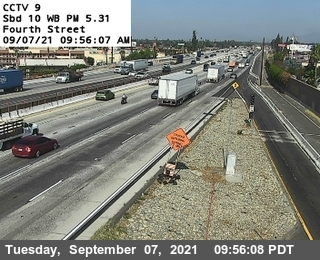 CCTV 9
Sbd 10 WB PM 5.31
Fourth Street
09/07/21 09:56:07 AM
Tuesday, September 07, 2021 09:56:08 PDT